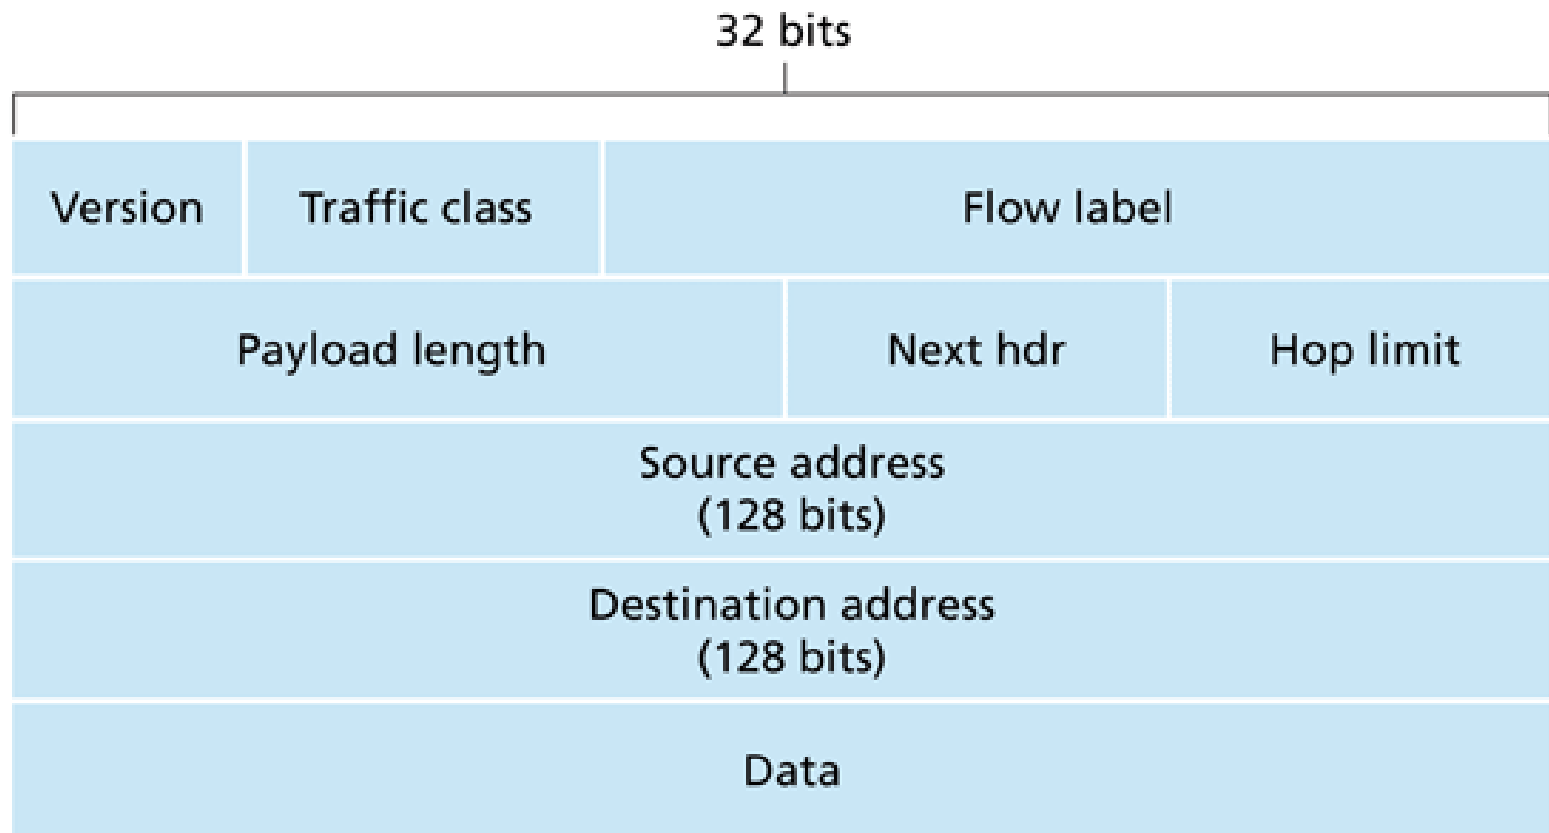 32 bits
Version Traffic class Flow label
Payload length Next hdr Hop limit
Source address
(128 bits)
Destination address
(128 bits)
Data